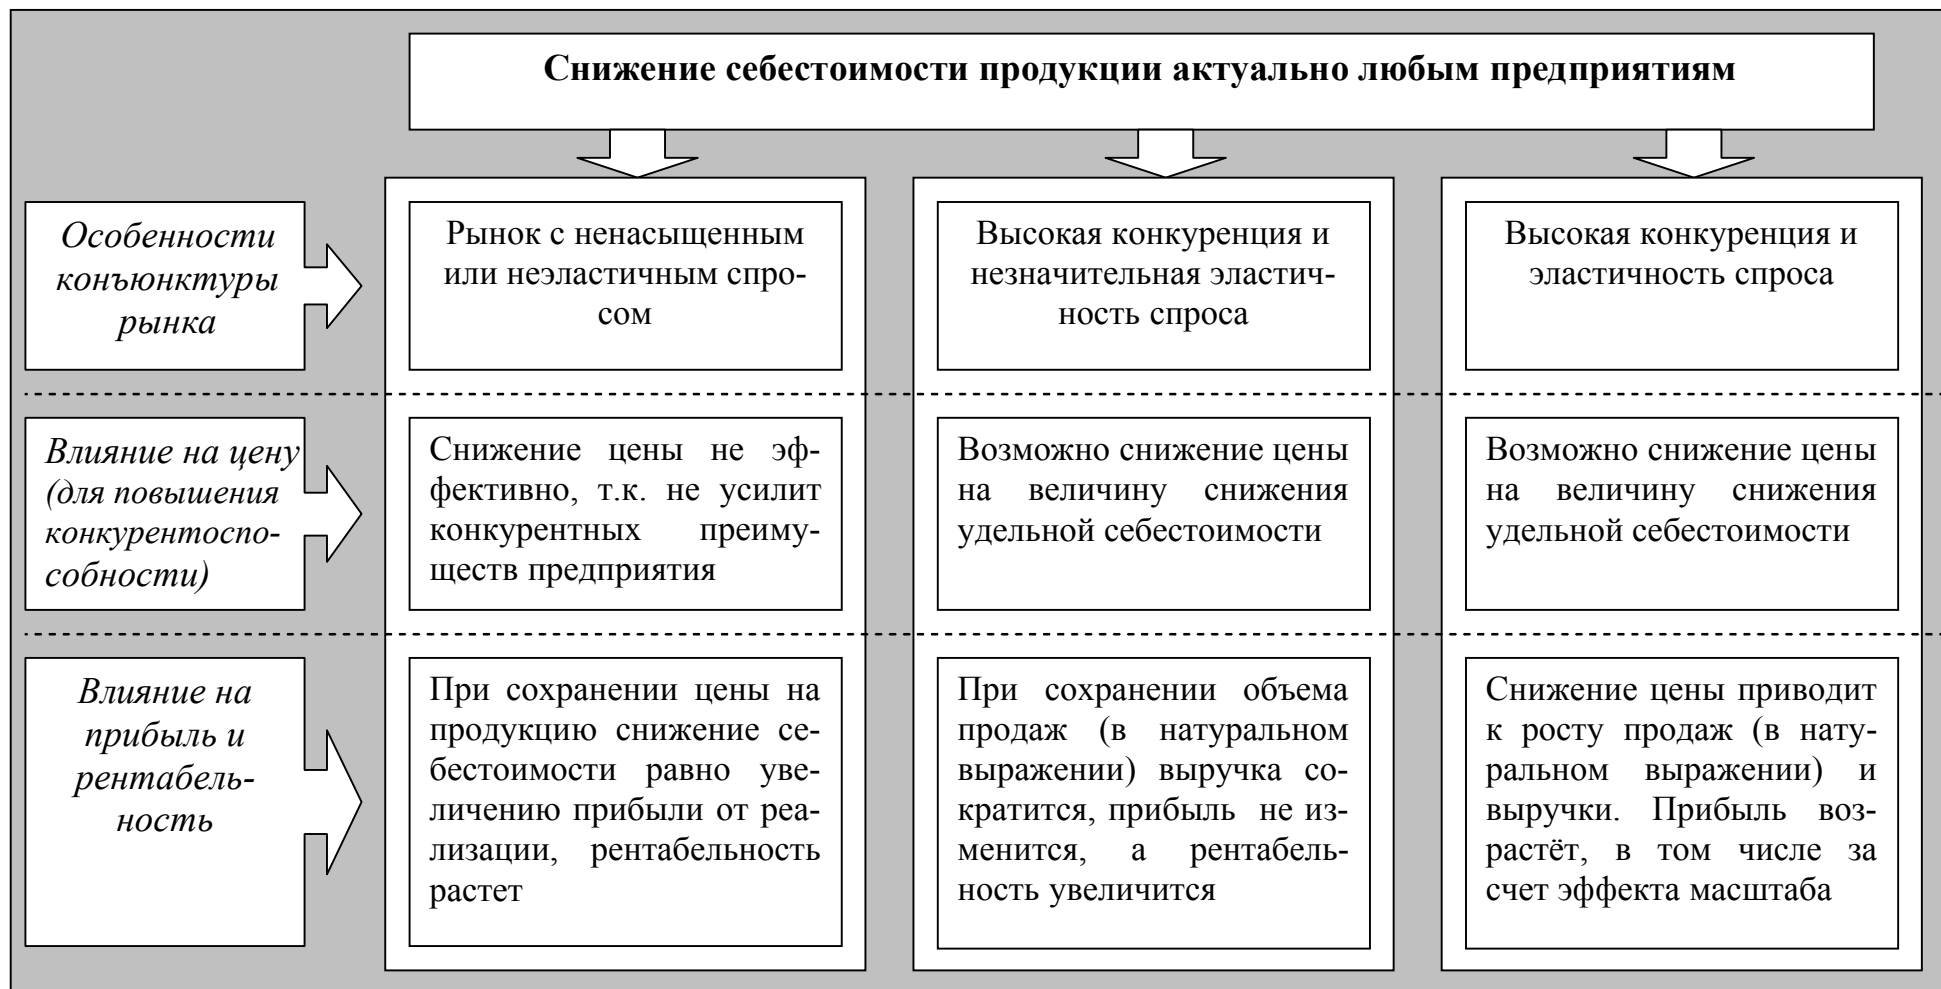 Снижение себестоимости продукции актуально любым предприятиям
Особенности
конъюнктуры
рынка
Рынок с ненасыщенным
или неэластичным спро-
сом
Высокая конкуренция и
незначительная эластич-
ность спроса
Высокая конкуренция и
эластичность спроса
Влияние на цену
(для повышения
конкурентоспо-
собности)
Снижение цены не эф-
фективно, т.к. не усилит
конкурентных преиму-
ществ предприятия
Возможно снижение цены
на величину снижения
удельной себестоимости
Возможно снижение цены
на величину снижения
удельной себестоимости
Влияние на
прибыль и
рентабель-
ность
При сохранении цены на
продукцию снижение се-
бестоимости равно уве-
личению прибыли от реа-
лизации, рентабельность
растет
При сохранении объема
продаж (в натуральном
выражении) выручка со-
кратится, прибыль не из-
менится, а рентабель-
ность увеличится
Снижение цены приводит
к росту продаж (в нату-
ральном выражении) и
выручки. Прибыль воз-
растёт, в том числе за
счет эффекта масштаба